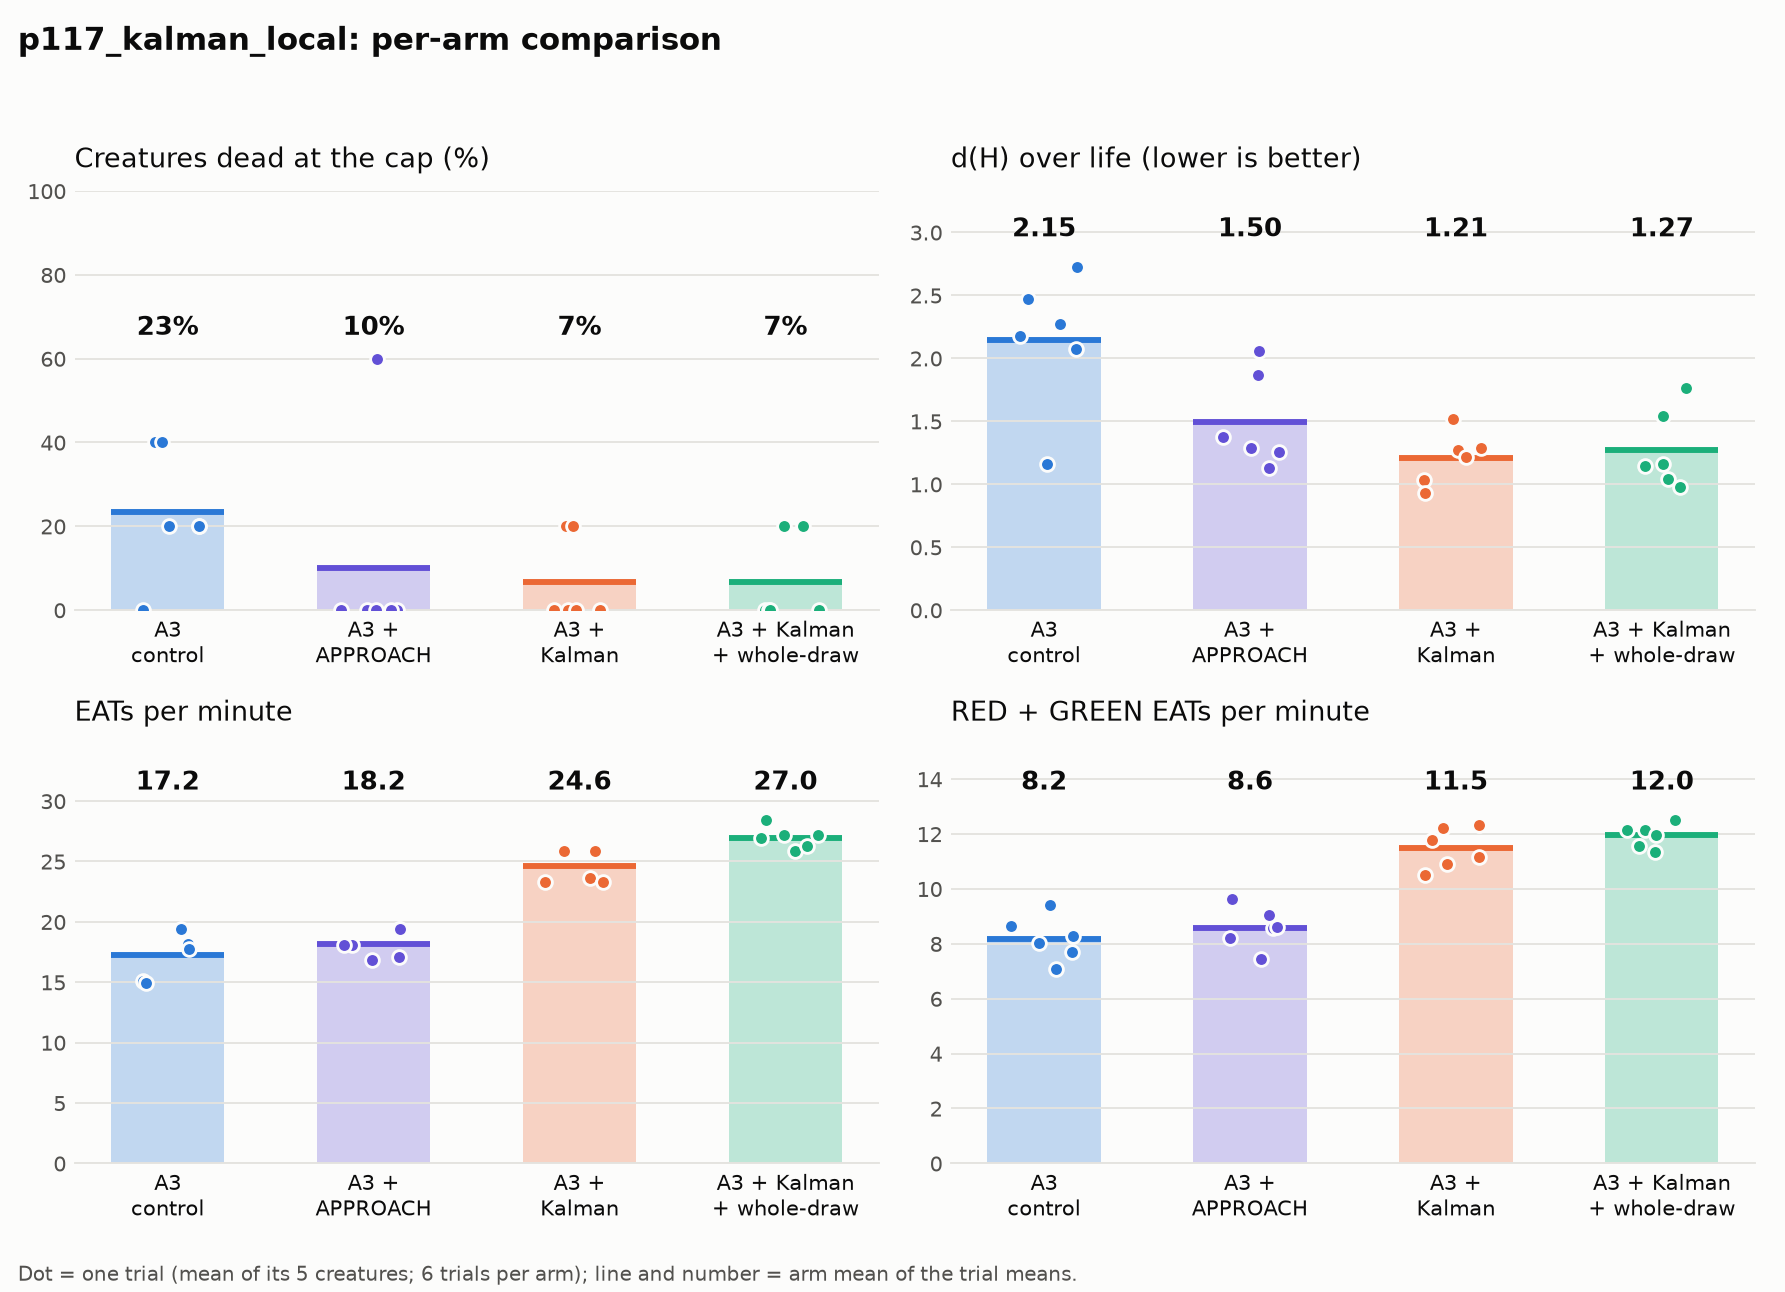 p117_kalman_local: per-arm comparison
Creatures dead at the cap (%)
100
80
60
40
20
0
23%
10%
7%
7%
A3
control
A3 +
APPROACH
A3 +
Kalman
A3 + Kalman
+ whole-draw
d(H) over life (lower is better)
3.0
2.5
2.0
1.5
1.0
0.5
0.0
2.15
1.50
1.21
1.27
A3
control
A3 +
APPROACH
A3 +
Kalman
A3 + Kalman
+ whole-draw
EATs per minute
30
25
20
15
10
5
0
17.2
18.2
24.6
27.0
A3
control
A3 +
APPROACH
A3 +
Kalman
A3 + Kalman
+ whole-draw
RED + GREEN EATs per minute
14
12
10
8
6
4
2
0
8.2
8.6
11.5
12.0
A3
control
A3 +
APPROACH
A3 +
Kalman
A3 + Kalman
+ whole-draw
Dot = one trial (mean of its 5 creatures; 6 trials per arm); line and number = arm mean of the trial means.